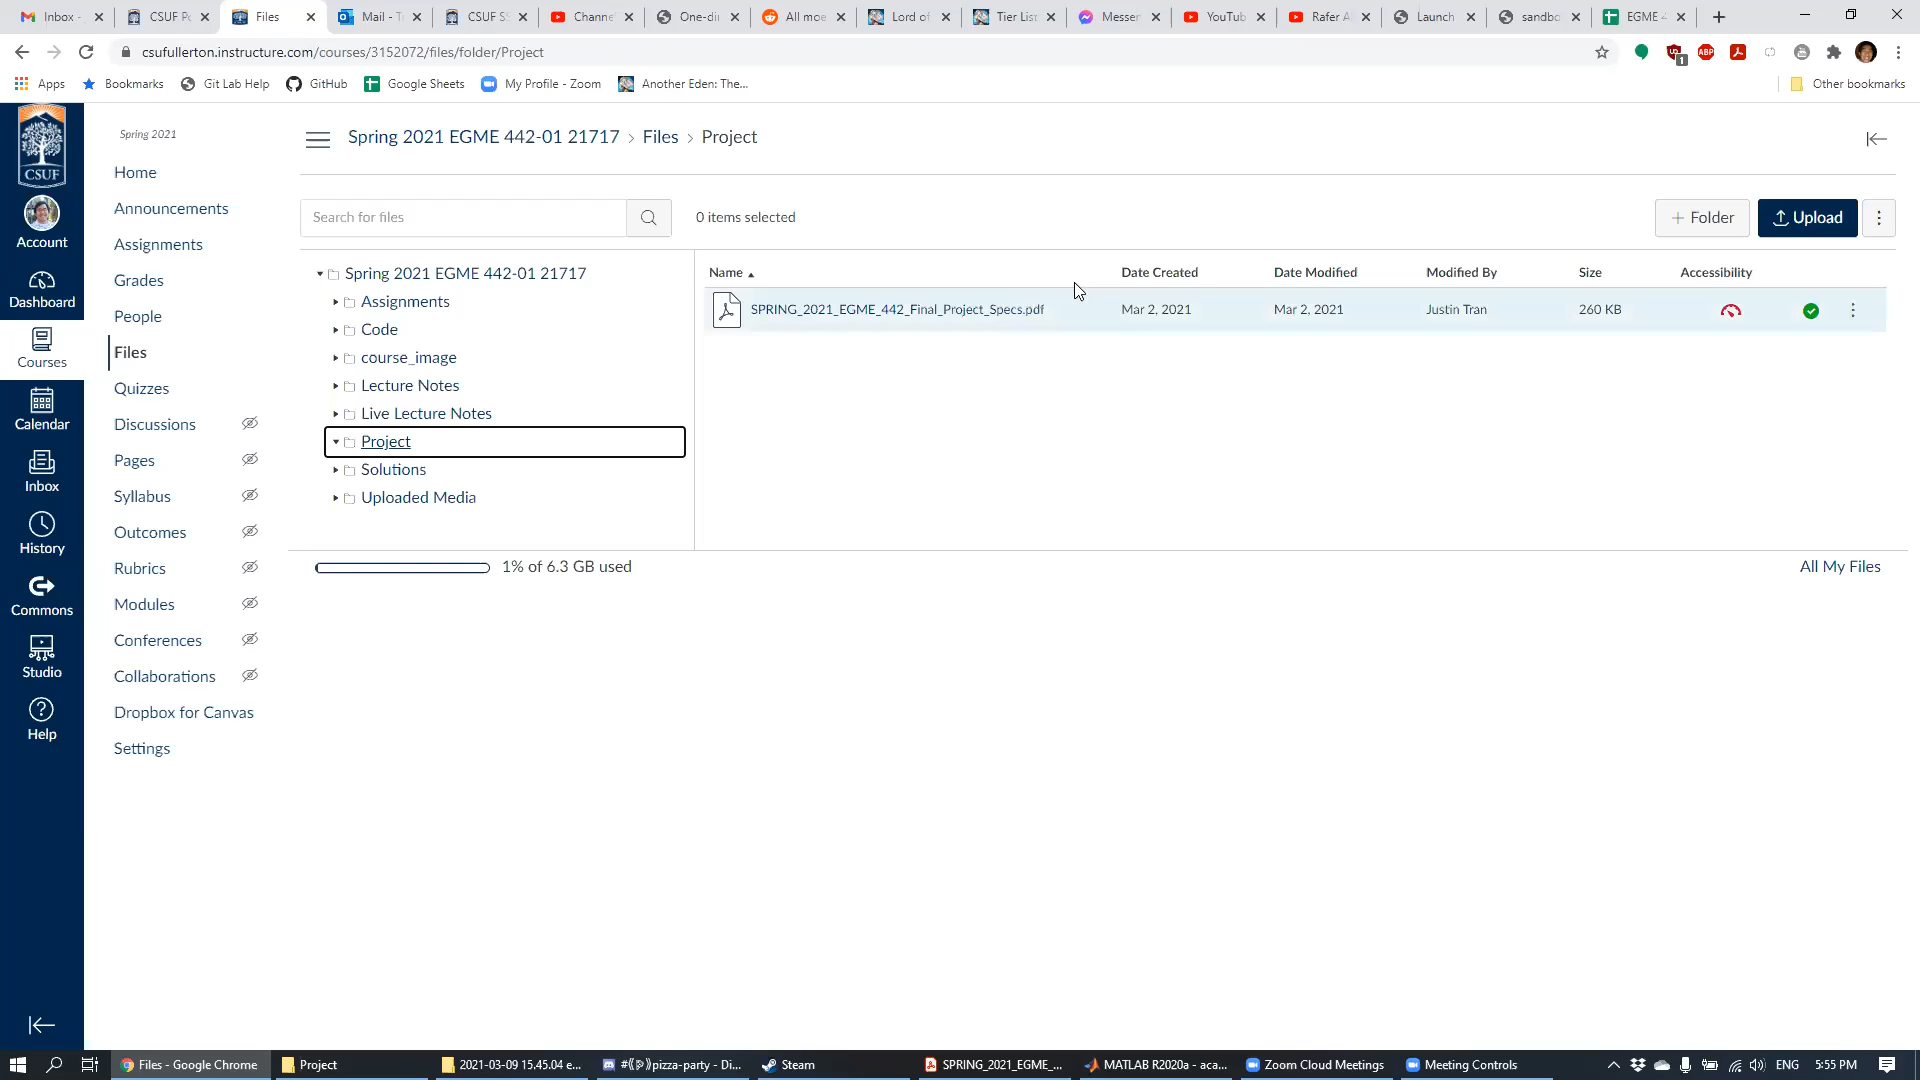 Inbox -
CSUF Po
Files
Mail - T
CSUF SS
Channe
One-dir
All moe
Lord of
Tier List
Messen
YouTub
Rafer A
Launch
sandbo
EGME 4
csufullerton.instructure.com/courses/3152072/files/folder/Project
1
ABP
Apps
Bookmarks
Git Lab Help
GitHub
Google Sheets
My Profile - Zoom
Another Eden: The...
Other bookmarks
CSUF
Account
Dashboard
Courses
Calendar
Inbox
History
Commons
Studio
Help
Spring 2021
Home
Announcements
Assignments
Grades
People
Files
Quizzes
Discussions
Pages
Syllabus
Outcomes
Rubrics
Modules
Conferences
Collaborations
Dropbox for Canvas
Settings
Spring 2021 EGME 442-01 21717 > Files > Project
Search for files
0 items selected
+ Folder
Upload
Spring 2021 EGME 442-01 21717
Assignments
Code
course_image
Lecture Notes
Live Lecture Notes
Project
Solutions
Uploaded Media
Name Date Created Date Modified Modified By Size Accessibility
SPRING_2021_EGME_442_Final_Project_Specs.pdf Mar 2, 2021 Mar 2, 2021 Justin Tran 260 KB
1% of 6.3 GB used
All My Files
Files - Google Chrome
Project
2021-03-09 15.45.04 e...
pizza-party - Di...
Steam
SPRING_2021_EGME_...
MATLAB R2020a - aca...
Zoom Cloud Meetings
Meeting Controls
ENG
5:55 PM